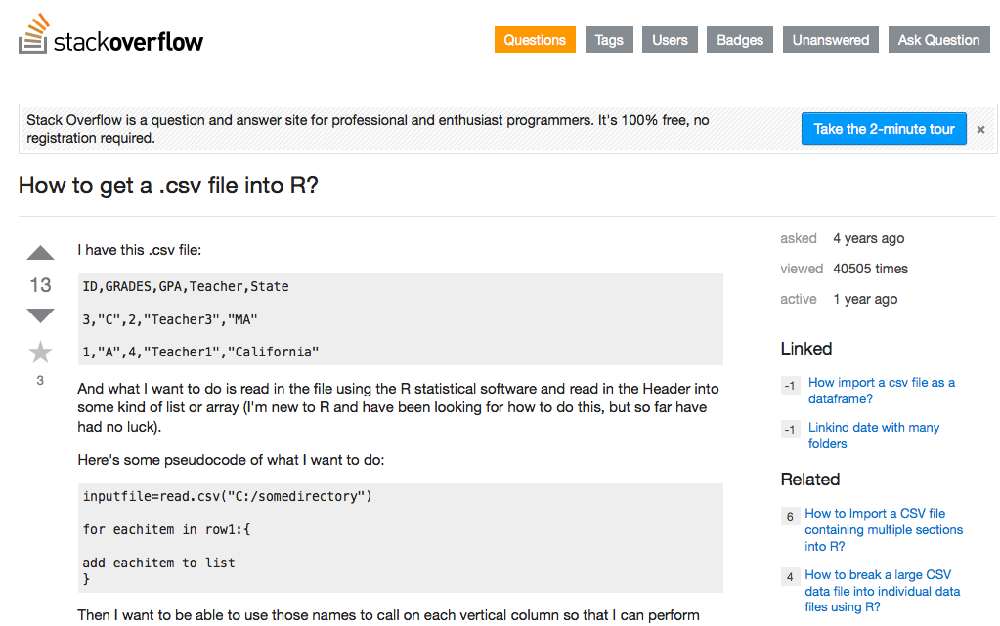 stackoverflow
Questions Tags Users Badges Unanswered Ask Question
Stack Overflow is a question and answer site for professional and enthusiast programmers. It's 100% free, no
registration required.
Take the 2-minute tour ×
How to get a .csv file into R?
13
3
I have this .csv file:
ID,GRADES,GPA,Teacher,State
3,"C",2,"Teacher3","MA"
1,"A",4,"Teacher1","California"
And what I want to do is read in the file using the R statistical software and read in the Header into
some kind of list or array (I'm new to R and have been looking for how to do this, but so far have
had no luck).
Here's some pseudocode of what I want to do:
inputfile=read.csv("C:/somedirectory")
for eachitem in row1:{
add eachitem to list
}
Then I want to be able to use those names to call on each vertical column so that I can perform
asked 4 years ago
viewed 40505 times
active 1 year ago
Linked
-1 How import a csv file as a
dataframe?
-1 Linkind date with many
folders
Related
6 How to Import a CSV file
containing multiple sections
into R?
4 How to break a large CSV
data file into individual data
files using R?